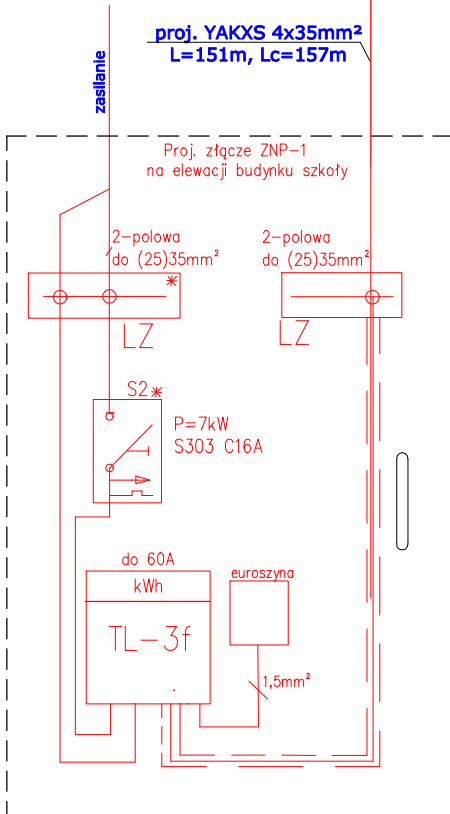 proj. YAKXS 4x35mm²
L=151m, Lc=157m
zasilanie
Proj. złącze ZNP-1
na elewacji budynku szkoły
2-polowa
do (25)35mm²
2-polowa
do (25)35mm²
*
LZ
LZ
S2*
P=7kW
S303 C16A
do 60A
kWh
TL-3f
euroszyna
1,5mm²